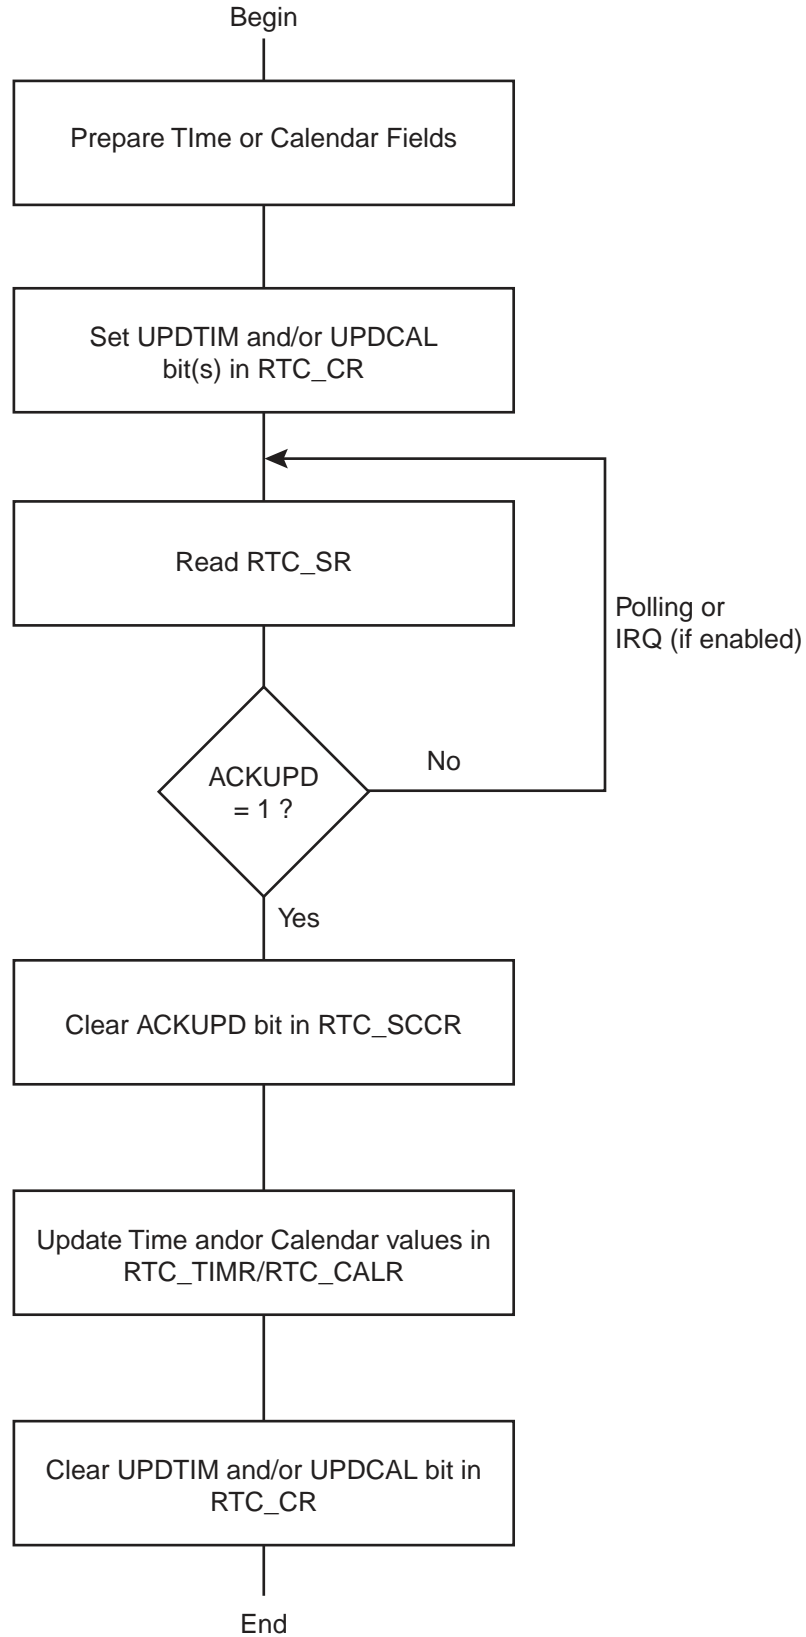 Begin
Prepare TIme or Calendar Fields
Set UPDTIM and/or UPDCAL
bit(s) in RTC_CR
Read RTC_SR
Polling or
IRQ (if enabled)
ACKUPD
= 1 ?
No
Yes
Clear ACKUPD bit in RTC_SCCR
Update Time andor Calendar values in
RTC_TIMR/RTC_CALR
Clear UPDTIM and/or UPDCAL bit in
RTC_CR
End